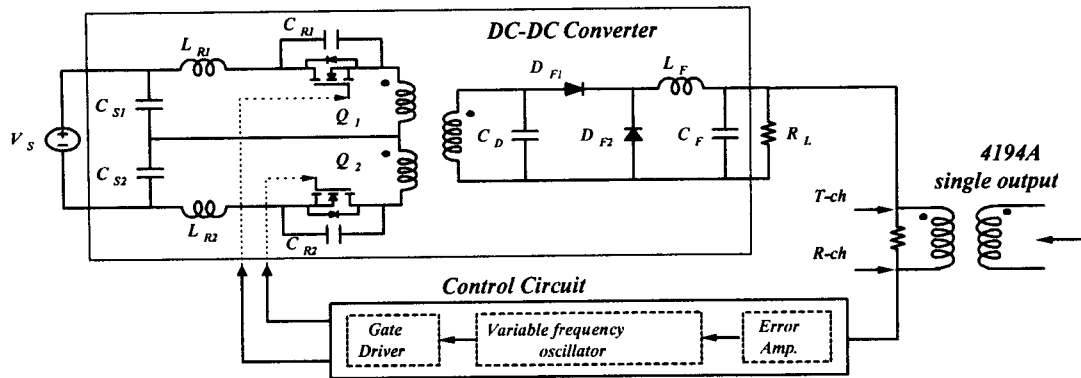 C R1
DC-DC Converter
L R1
D F1
L F
C S1
Q 1
V S
C D
D F2
C F
R L
C S2
Q 2
4194A
single output
L R2
C R2
T-ch
R-ch
Control Circuit
Gate
Driver
Variable frequency
oscillator
Error
Amp.